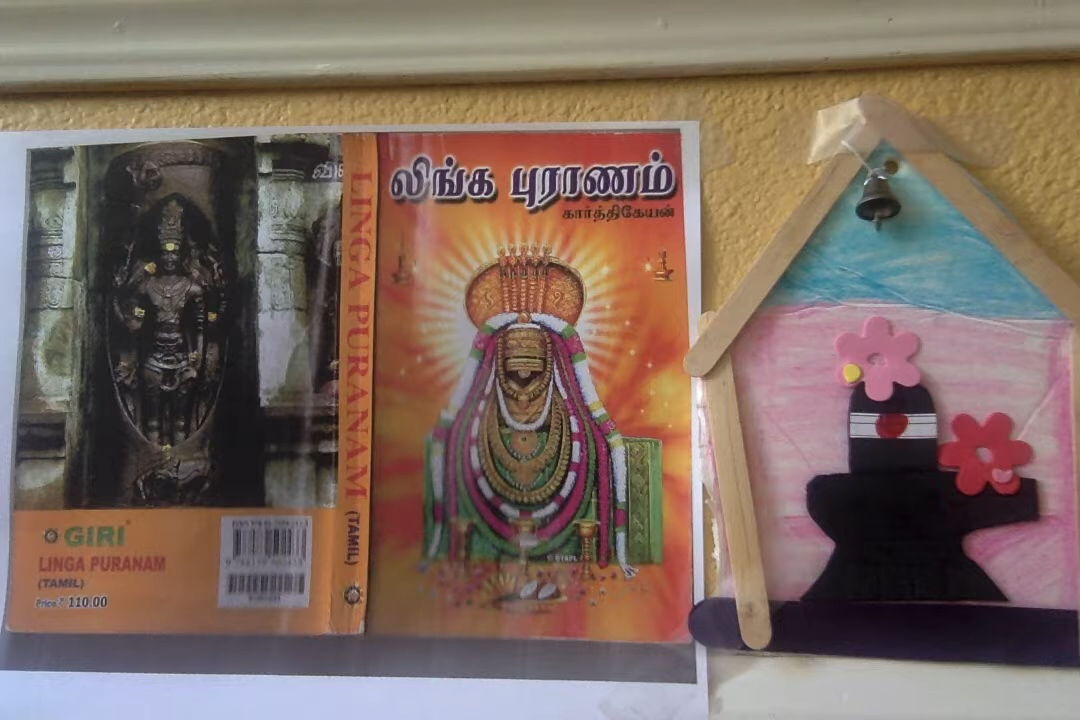 GIRI
LINGA PURANAM
(TAMIL)
Price ₹ 110.00
LINGA PURANAM (TAMIL)
லிங்க புராணம்
கார்த்திகேயன்